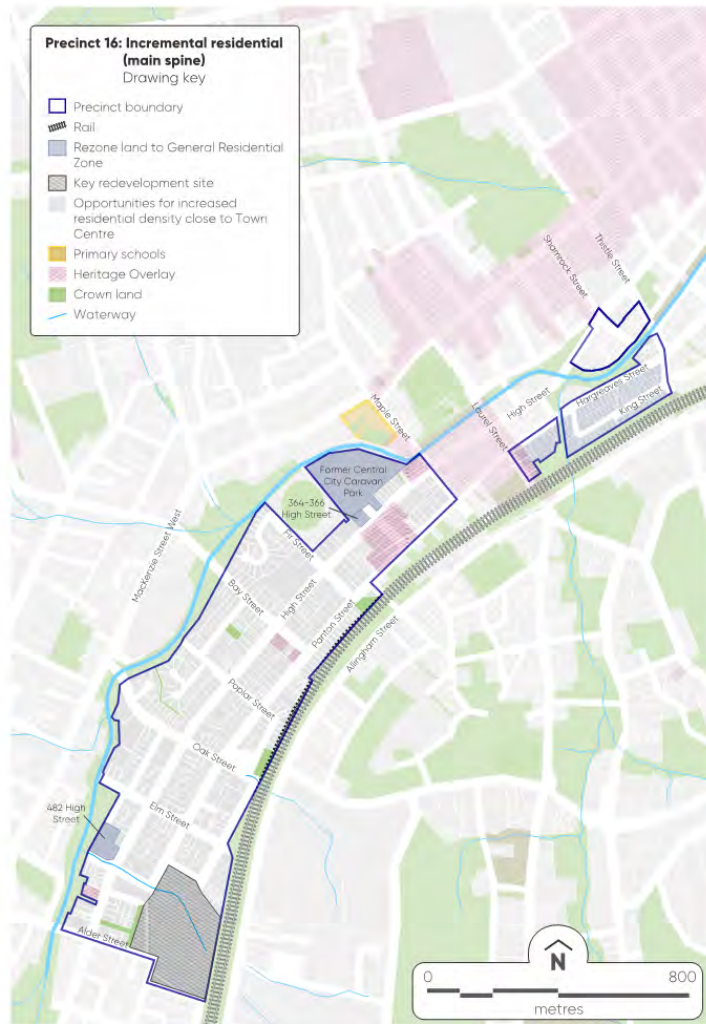 Precinct 16: Incremental residential
(main spine)
Drawing key
Precinct boundary
Rail
Rezone land to General Residential
Zone
Key redevelopment site
Opportunities for increased
residential density close to Town
Centre
Primary schools
Heritage Overlay
Crown land
Waterway
Thistle Street
Shamrock Street
Hargreaves Street
King Street
High Street
Laurel Street
Maple Street
Former Central
City Caravan
Park
364-366
High Street
Fir Street
MacKenzie Street West
Bay Street
High Street
Panton Street
Allingham Street
Poplar Street
Oak Street
Elm Street
482 High
Street
Alder Street
N
0 800
metres